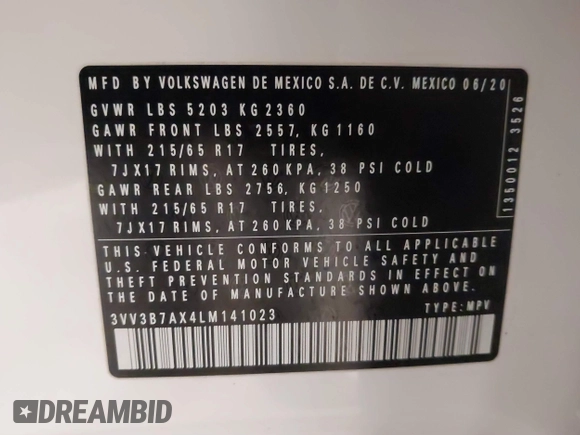 MFD BY VOLKSWAGEN DE MEXICO S.A. DE C.V. MEXICO 06/20
GVWR LBS 5203 KG 2360
GAWR FRONT LBS 2557, KG 1160
WITH 215/65 R17 TIRES,
7JX17 RIMS, AT 260 KPA, 38 PSI COLD
GAWR REAR LBS 2756, KG 1250
WITH 215/65 R17 TIRES,
7JX17 RIMS, AT 260 KPA, 38 PSI COLD
THIS VEHICLE CONFORMS TO ALL APPLICABLE
U.S. FEDERAL MOTOR VEHICLE SAFETY AND
THEFT PREVENTION STANDARDS IN EFFECT ON
THE DATE OF MANUFACTURE SHOWN ABOVE.
3VV3B7AX4LM141023 TYPE: MPV
1350012 3526
DREAMBID